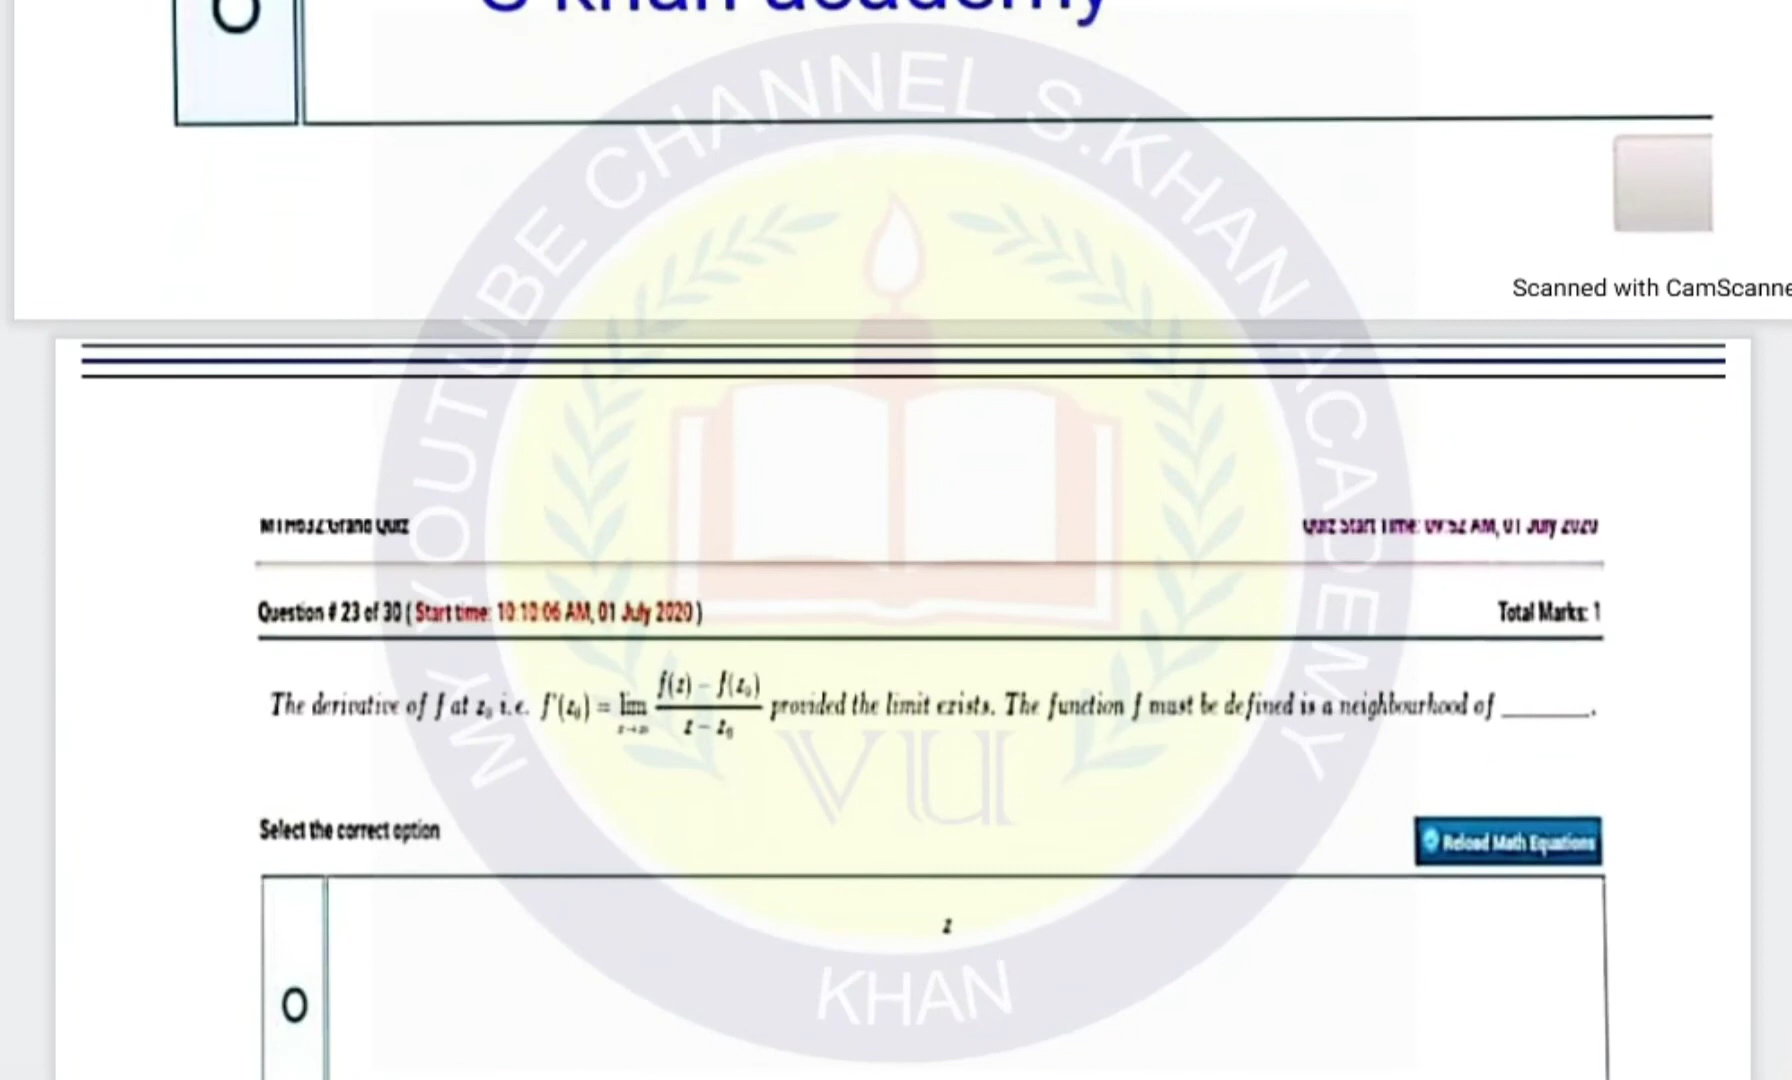 S khan academy
MY YOUTUBE CHANNEL S.KHAN ACADEMY
Scanned with CamScanne
MTH632 Grand Quiz
Quiz Start Time: 09:52 AM, 01 July 2020
Question # 23 of 30 ( Start time: 10:10:06 AM, 01 July 2020 )
Total Marks: 1
The derivative of f at z₀ i.e. f'(z₀) = lim f(z) − f(z₀) / z − z₀ provided the limit exists. The function f must be defined is a neighbourhood of ______.
VU
Select the correct option
Reload Math Equations
z
KHAN